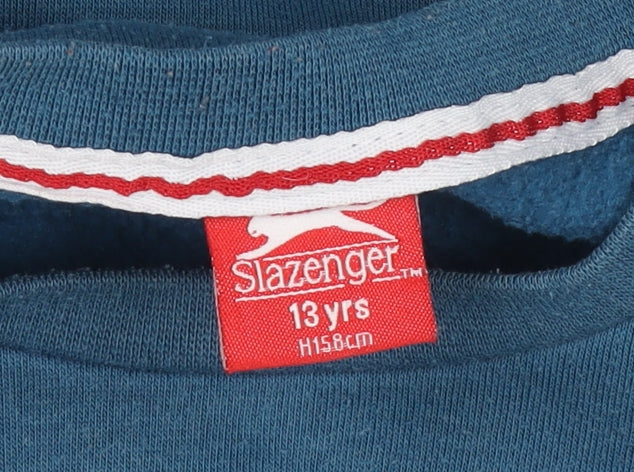 Slazenger™
13 yrs
H158cm